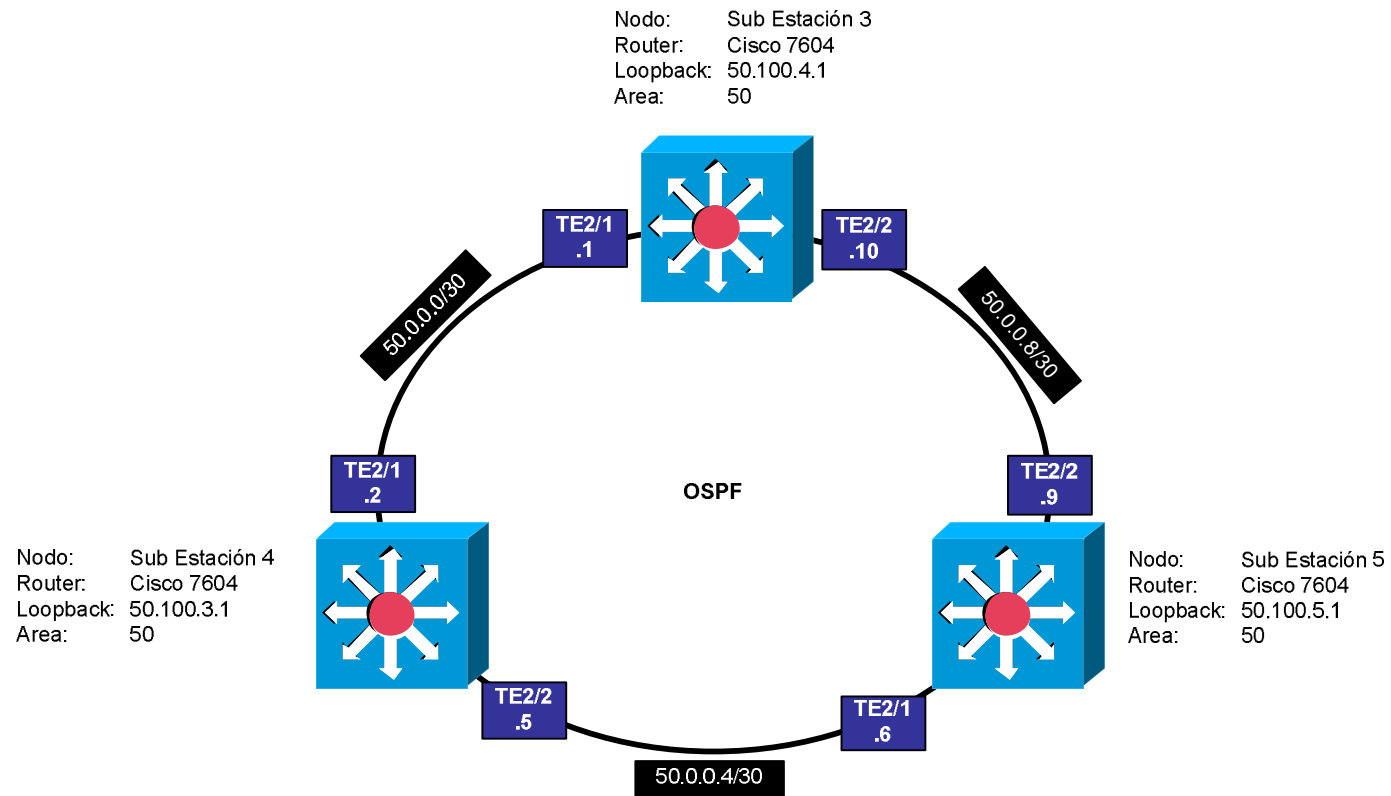 Nodo: Sub Estación 3
Router: Cisco 7604
Loopback: 50.100.4.1
Area: 50
TE2/1
.1
TE2/2
.10
50.0.0.0/30
50.0.0.8/30
TE2/1
.2
OSPF
TE2/2
.9
Nodo: Sub Estación 4
Router: Cisco 7604
Loopback: 50.100.3.1
Area: 50
Nodo: Sub Estación 5
Router: Cisco 7604
Loopback: 50.100.5.1
Area: 50
TE2/2
.5
TE2/1
.6
50.0.0.4/30